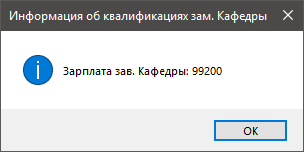 Информация об квалификациях зам. Кафедры
Зарплата зав. Кафедры: 99200
OK